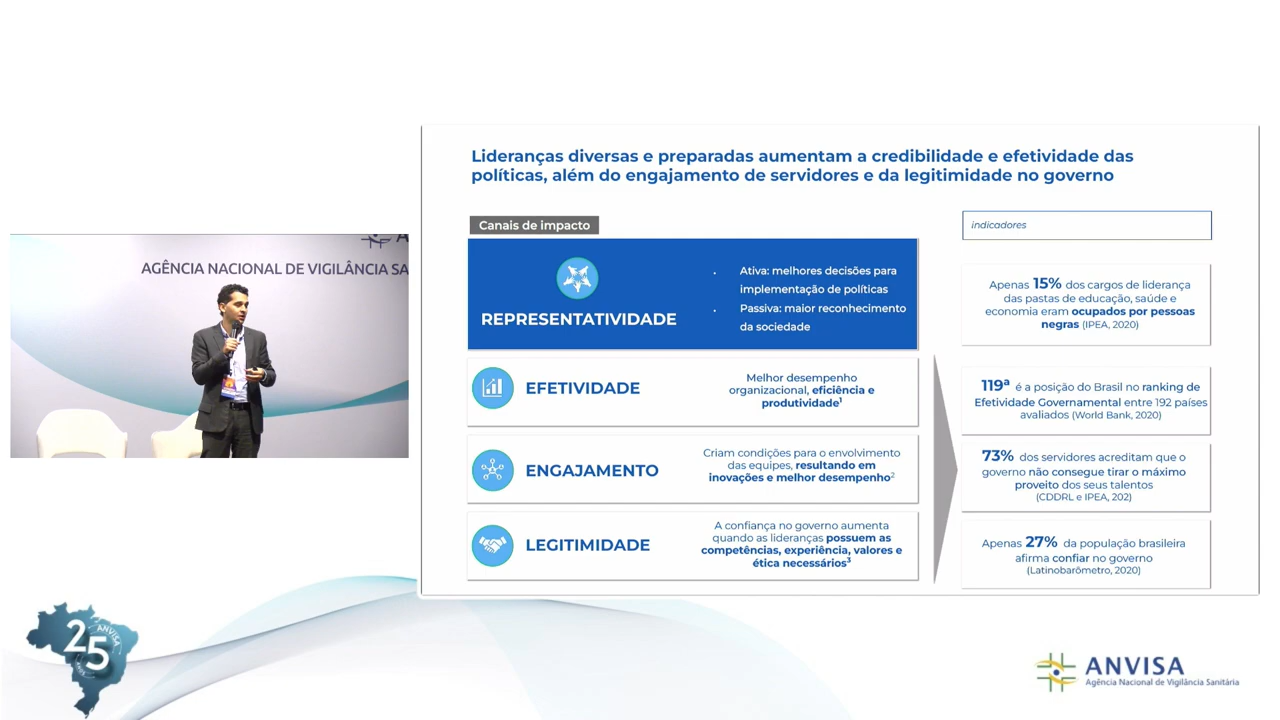 Lideranças diversas e preparadas aumentam a credibilidade e efetividade das
políticas, além do engajamento de servidores e da legitimidade no governo
Canais de impacto
REPRESENTATIVIDADE
. Ativa: melhores decisões para
implementação de políticas
. Passiva: maior reconhecimento
da sociedade
EFETIVIDADE
Melhor desempenho
organizacional, eficiência e
produtividade¹
ENGAJAMENTO
Criam condições para o envolvimento
das equipes, resultando em
inovações e melhor desempenho²
LEGITIMIDADE
A confiança no governo aumenta
quando as lideranças possuem as
competências, experiência, valores e
ética necessários³
indicadores
Apenas 15% dos cargos de liderança
das pastas de educação, saúde e
economia eram ocupados por pessoas
negras (IPEA, 2020)
119ª é a posição do Brasil no ranking de
Efetividade Governamental entre 192 países
avaliados (World Bank, 2020)
73% dos servidores acreditam que o
governo não consegue tirar o máximo
proveito dos seus talentos
(CDDRL e IPEA, 202)
Apenas 27% da população brasileira
afirma confiar no governo
(Latinobarômetro, 2020)
AGÊNCIA NACIONAL DE VIGILÂNCIA SA
25
ANVISA
ANVISA
Agência Nacional de Vigilância Sanitária